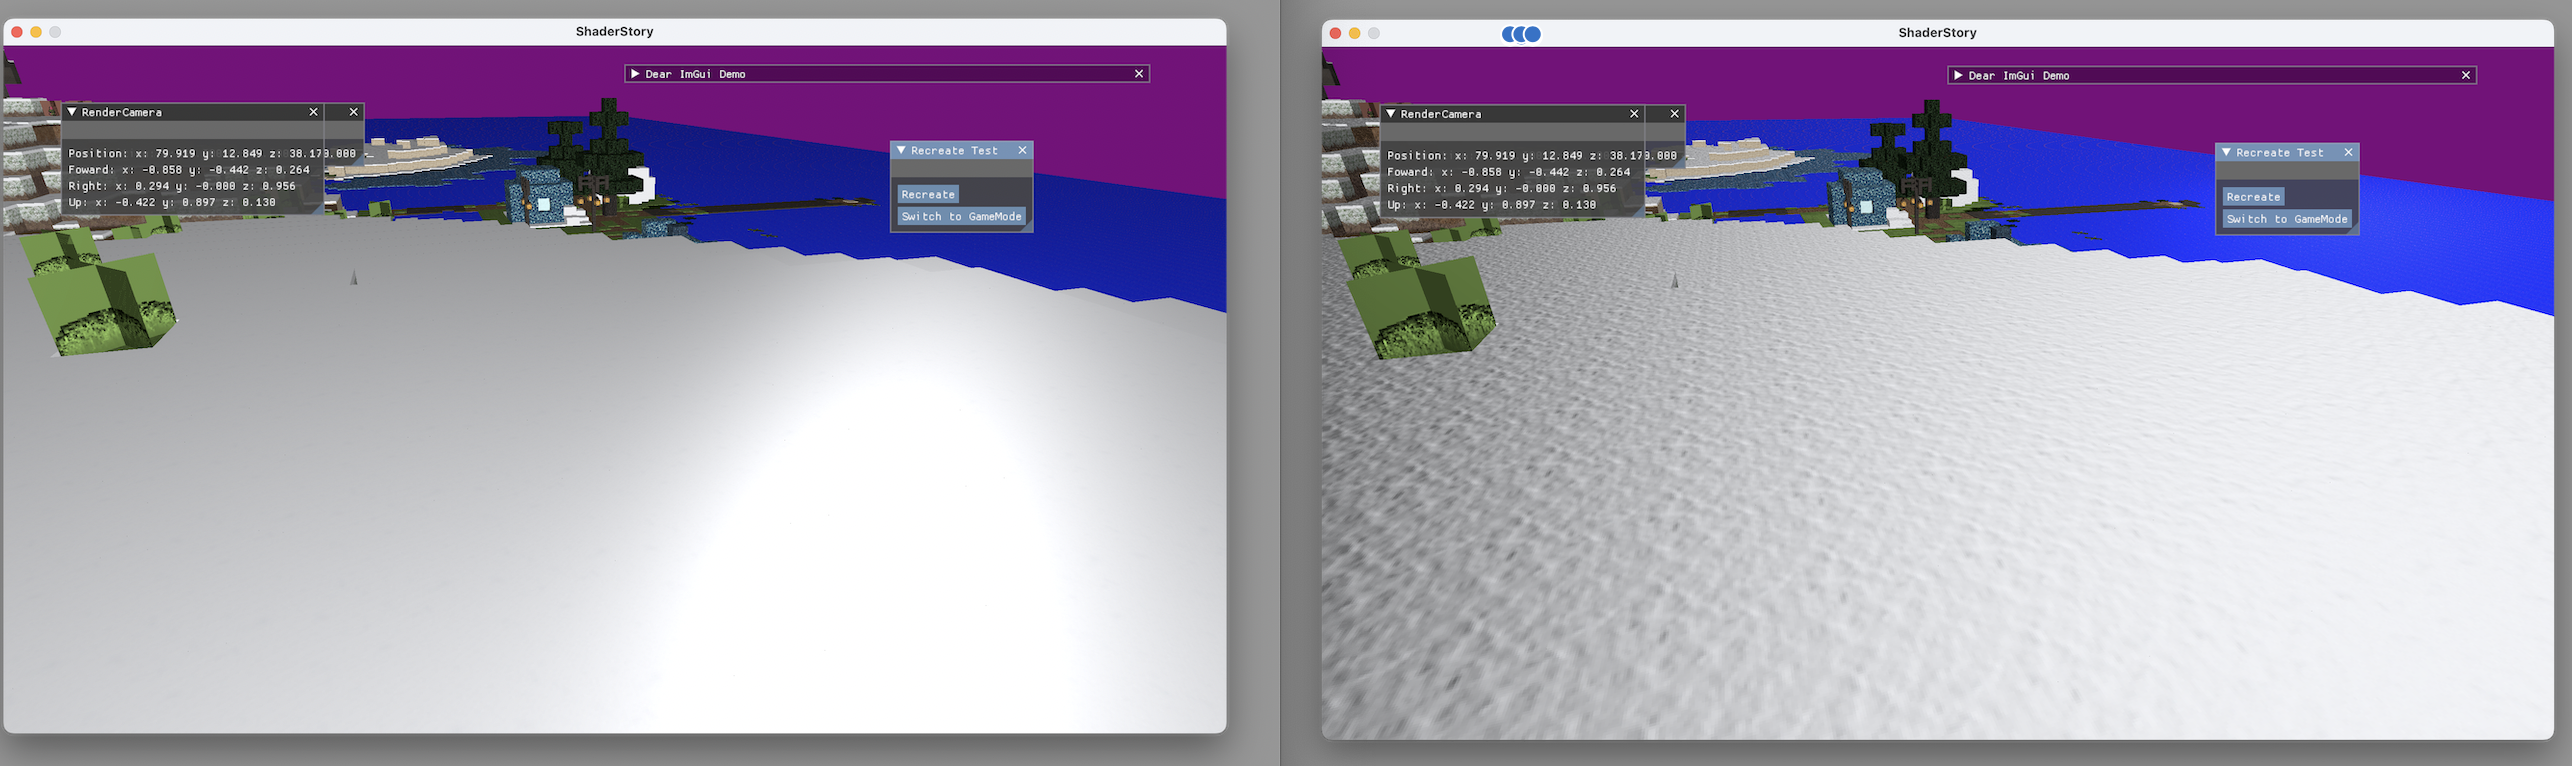 ShaderStory
Dear ImGui Demo
RenderCamera
Position: x: 79.919 y: 12.849 z: 38.170.000
Foward: x: -0.858 y: -0.442 z: 0.264
Right: x: 0.294 y: -0.000 z: 0.956
Up: x: -0.422 y: 0.897 z: 0.130
Recreate Test
Recreate
Switch to GameMode
ShaderStory
Dear ImGui Demo
RenderCamera
Position: x: 79.919 y: 12.849 z: 38.170.000
Foward: x: -0.858 y: -0.442 z: 0.264
Right: x: 0.294 y: -0.000 z: 0.956
Up: x: -0.422 y: 0.897 z: 0.130
Recreate Test
Recreate
Switch to GameMode